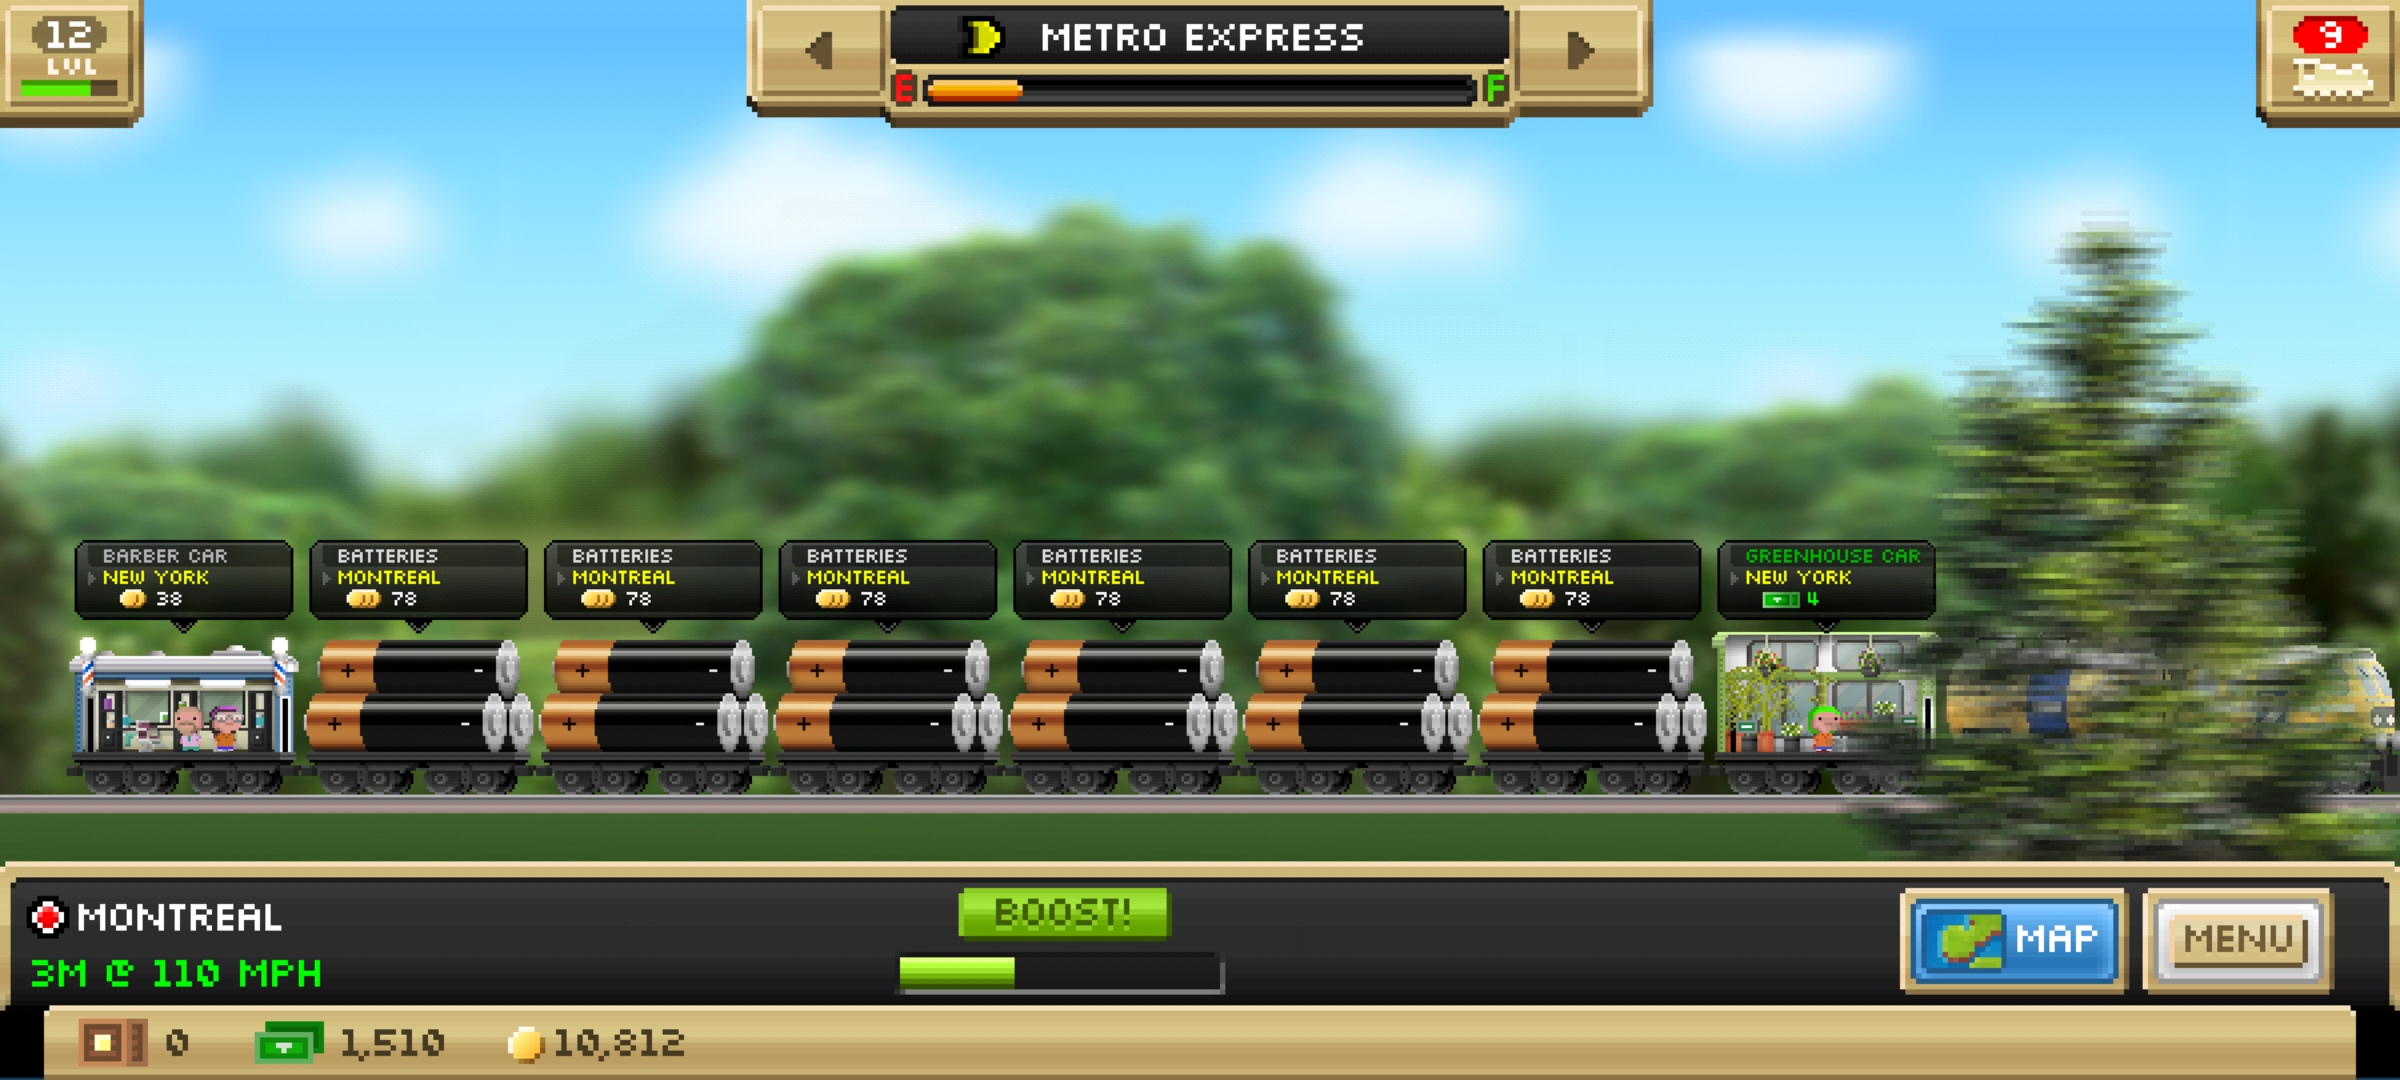 12
LVL
METRO EXPRESS
E
F
9
BARBER CAR
NEW YORK
38
BATTERIES
MONTREAL
78
BATTERIES
MONTREAL
78
BATTERIES
MONTREAL
78
BATTERIES
MONTREAL
78
BATTERIES
MONTREAL
78
BATTERIES
MONTREAL
78
GREENHOUSE CAR
NEW YORK
4
MONTREAL
3M @ 110 MPH
BOOST!
MAP
MENU
0
1,510
10,812